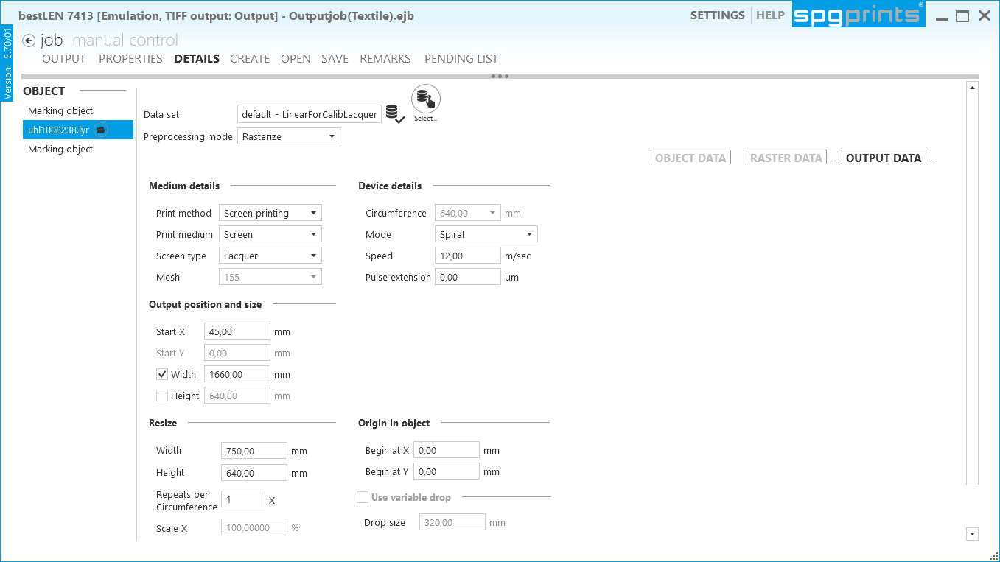 bestLEN 7413 [Emulation, TIFF output: Output] - Outputjob(Textile).ejb
SETTINGS HELP
spgprints®
Version: 5.70/01
job manual control
OUTPUT PROPERTIES DETAILS CREATE OPEN SAVE REMARKS PENDING LIST
OBJECT
Marking object
uhl1008238.lyr
Marking object
Data set default - LinearForCalibLacquer
Select...
Preprocessing mode Rasterize
OBJECT DATA RASTER DATA OUTPUT DATA
Medium details
Print method Screen printing
Print medium Screen
Screen type Lacquer
Mesh 155
Device details
Circumference 640,00 mm
Mode Spiral
Speed 12,00 m/sec
Pulse extension 0,00 µm
Output position and size
Start X 45,00 mm
Start Y 0,00 mm
Width 1660,00 mm
Height 640,00 mm
Resize
Width 750,00 mm
Height 640,00 mm
Repeats per
Circumference 1 X
Scale X 100,00000 %
Origin in object
Begin at X 0,00 mm
Begin at Y 0,00 mm
Use variable drop
Drop size 320,00 mm